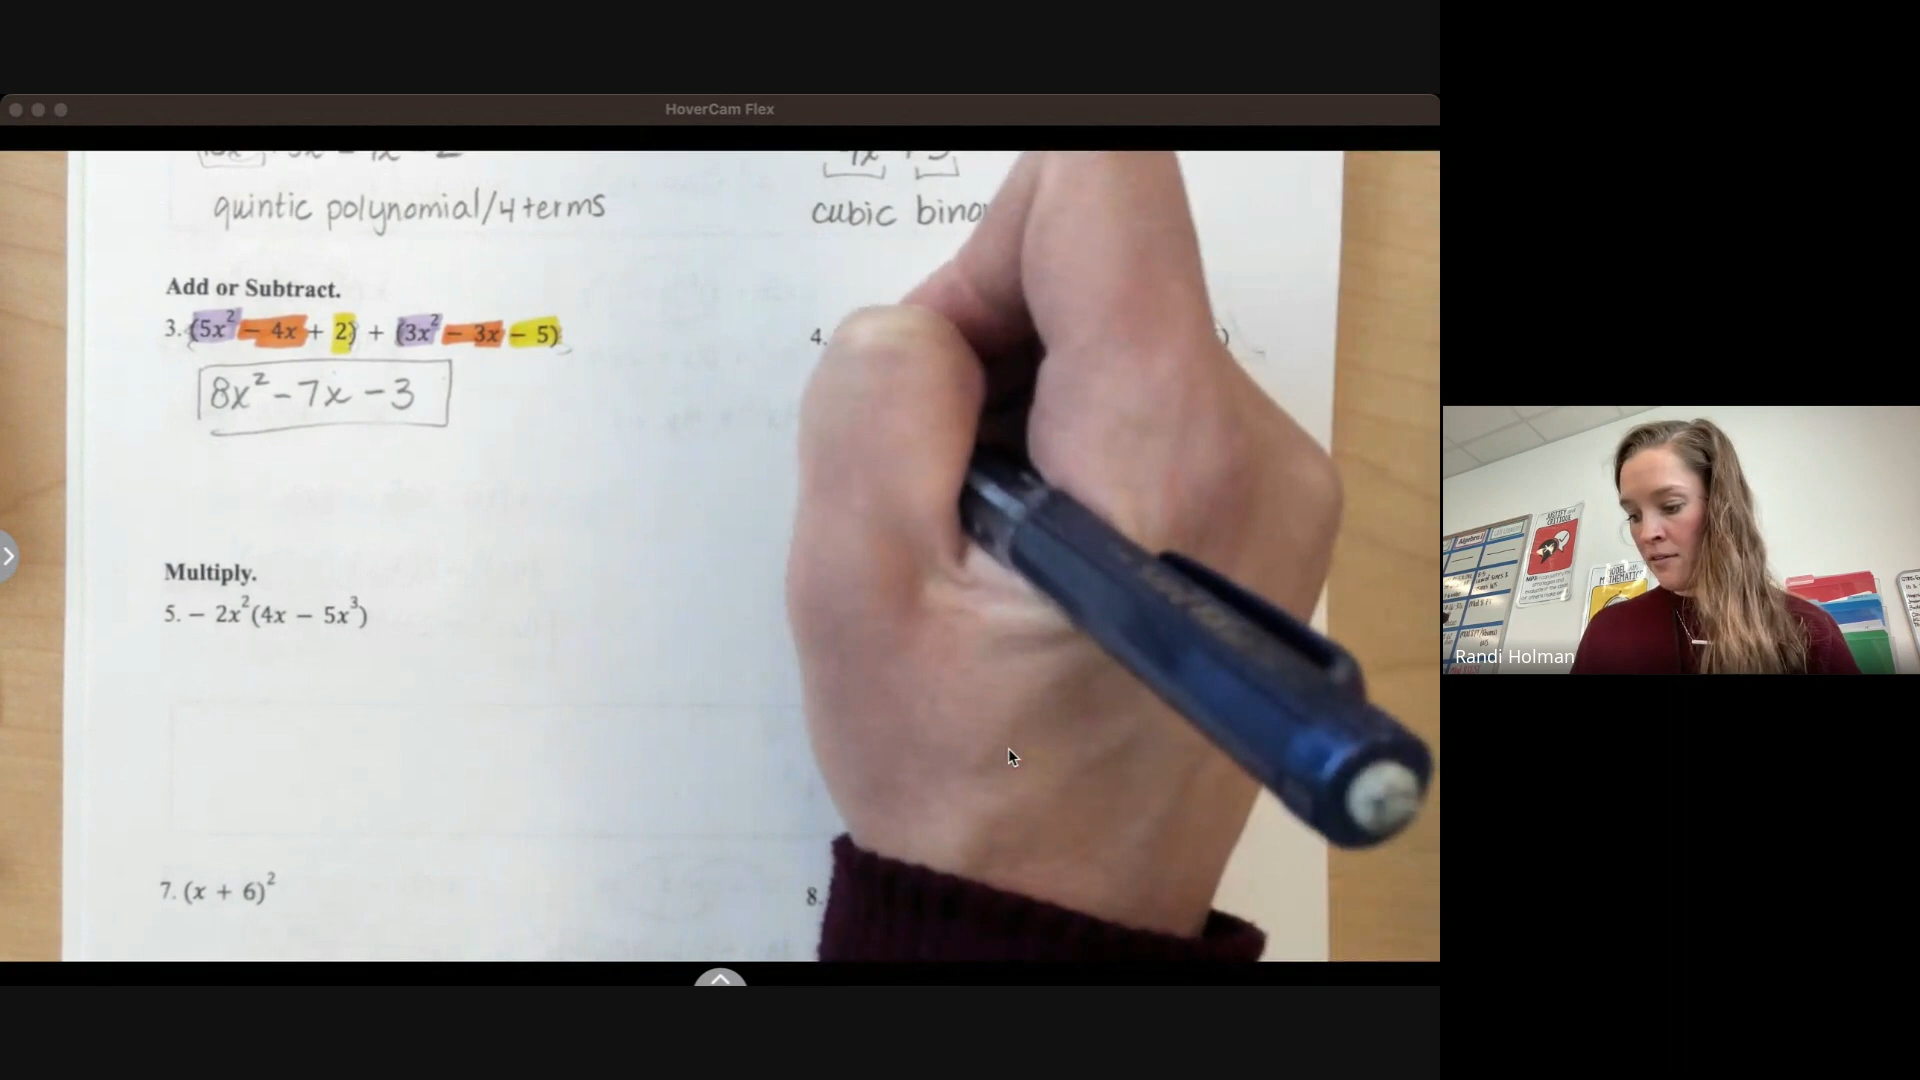 HoverCam Flex
quintic polynomial/4 terms
cubic
Add or Subtract.
3. (5x² − 4x + 2) + (3x² − 3x − 5)
4.
8x² − 7x − 3
Multiply.
5. − 2x²(4x − 5x³)
7. (x + 6)²
8.
Randi Holman